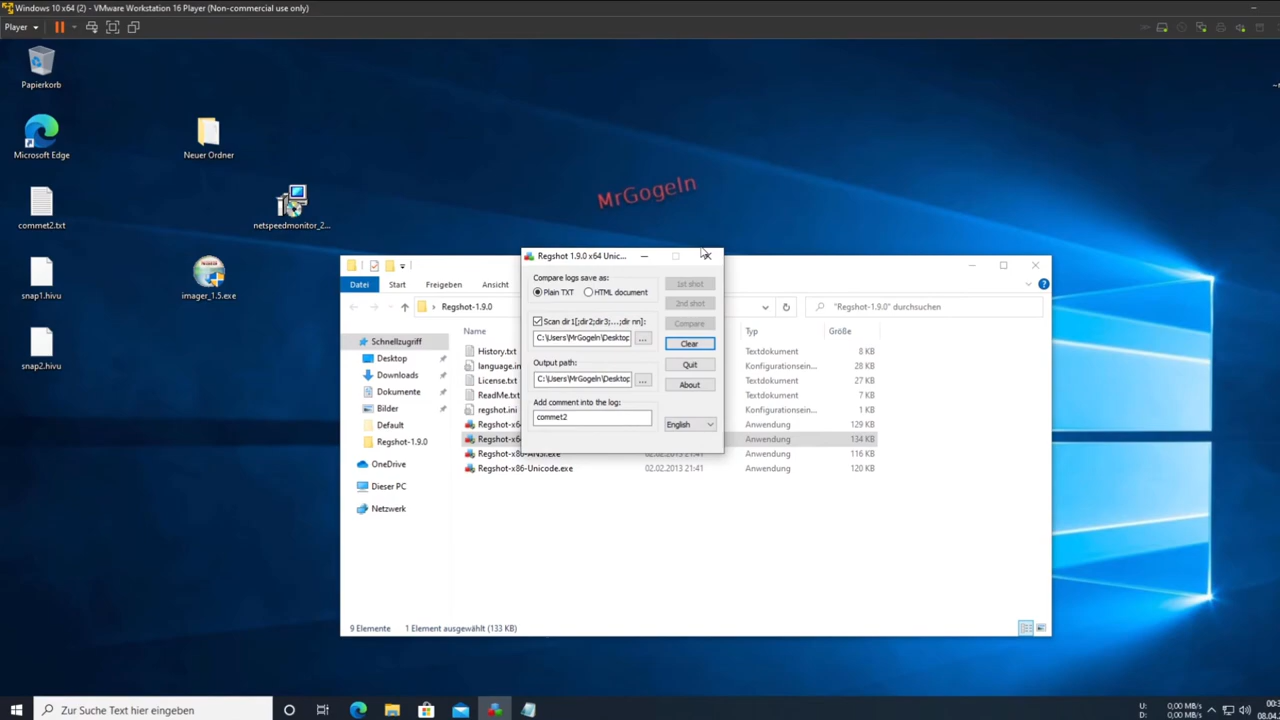 Windows 10 x64 (2) - VMware Workstation 16 Player (Non-commercial use only)
Player
Papierkorb
Microsoft Edge
Neuer Ordner
commet2.txt
netspeedmonitor_2...
snap1.hivu
imager_1.5.exe
snap2.hivu
MrGogeln
Regshot 1.9.0 x64 Unic...
Compare logs save as:
Plain TXT
HTML document
1st shot
2nd shot
Scan dir1[;dir2;dir3;...;dir nn]:
Compare
C:\Users\MrGogeln\Desktop
...
Clear
Output path:
Quit
C:\Users\MrGogeln\Desktop
...
About
Add comment into the log:
commet2
English
Datei
Start
Freigeben
Ansicht
Regshot-1.9.0
"Regshot-1.9.0" durchsuchen
Name
Typ
Größe
Schnellzugriff
Desktop
Downloads
Dokumente
Bilder
Default
Regshot-1.9.0
OneDrive
Dieser PC
Netzwerk
History.txt
Textdokument
8 KB
language.in
Konfigurationsein...
28 KB
License.txt
Textdokument
27 KB
ReadMe.txt
Textdokument
7 KB
regshot.ini
Konfigurationsein...
Regshot-x6
Anwendung
129 KB
Regshot-x6
Anwendung
134 KB
Regshot-x86-ANSI.exe
02.02.2013 21:41
Anwendung
116 KB
Regshot-x86-Unicode.exe
02.02.2013 21:41
Anwendung
120 KB
9 Elemente
1 Element ausgewählt (133 KB)
Zur Suche Text hier eingeben
U: 0,00 MB/s
D: 0,00 MB/s